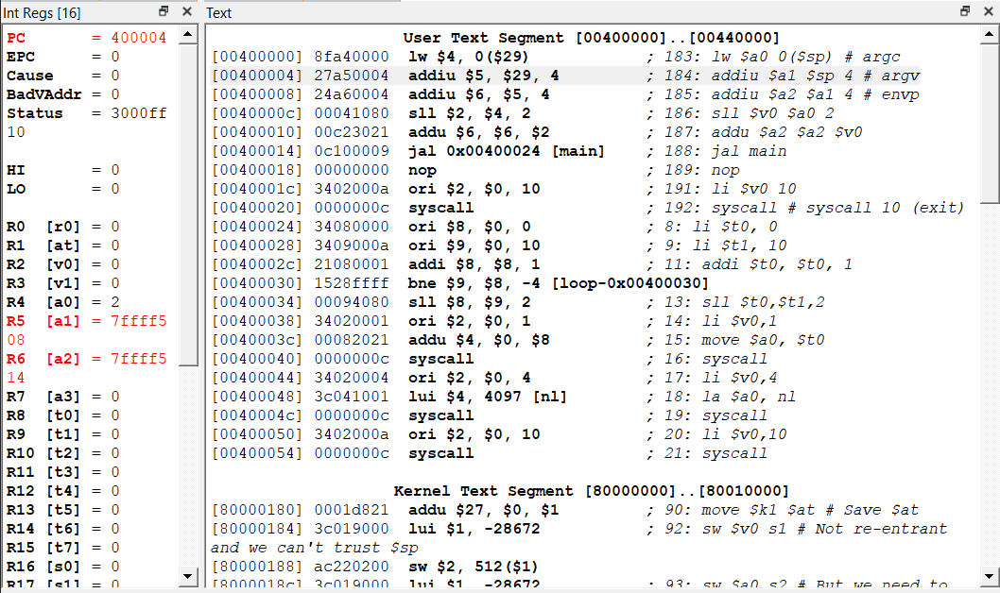 Int Regs [16]
PC = 400004
EPC = 0
Cause = 0
BadVAddr = 0
Status = 3000ff
10
HI = 0
LO = 0
R0 [r0] = 0
R1 [at] = 0
R2 [v0] = 0
R3 [v1] = 0
R4 [a0] = 2
R5 [a1] = 7ffff5
08
R6 [a2] = 7ffff5
14
R7 [a3] = 0
R8 [t0] = 0
R9 [t1] = 0
R10 [t2] = 0
R11 [t3] = 0
R12 [t4] = 0
R13 [t5] = 0
R14 [t6] = 0
R15 [t7] = 0
R16 [s0] = 0
R17 [s1] = 0
Text
User Text Segment [00400000]..[00440000]
[00400000] 8fa40000 lw $4, 0($29) ; 183: lw $a0 0($sp) # argc
[00400004] 27a50004 addiu $5, $29, 4 ; 184: addiu $a1 $sp 4 # argv
[00400008] 24a60004 addiu $6, $5, 4 ; 185: addiu $a2 $a1 4 # envp
[0040000c] 00041080 sll $2, $4, 2 ; 186: sll $v0 $a0 2
[00400010] 00c23021 addu $6, $6, $2 ; 187: addu $a2 $a2 $v0
[00400014] 0c100009 jal 0x00400024 [main] ; 188: jal main
[00400018] 00000000 nop ; 189: nop
[0040001c] 3402000a ori $2, $0, 10 ; 191: li $v0 10
[00400020] 0000000c syscall ; 192: syscall # syscall 10 (exit)
[00400024] 34080000 ori $8, $0, 0 ; 8: li $t0, 0
[00400028] 3409000a ori $9, $0, 10 ; 9: li $t1, 10
[0040002c] 21080001 addi $8, $8, 1 ; 11: addi $t0, $t0, 1
[00400030] 1528ffff bne $9, $8, -4 [loop-0x00400030]
[00400034] 00094080 sll $8, $9, 2 ; 13: sll $t0,$t1,2
[00400038] 34020001 ori $2, $0, 1 ; 14: li $v0,1
[0040003c] 00082021 addu $4, $0, $8 ; 15: move $a0, $t0
[00400040] 0000000c syscall ; 16: syscall
[00400044] 34020004 ori $2, $0, 4 ; 17: li $v0,4
[00400048] 3c041001 lui $4, 4097 [nl] ; 18: la $a0, nl
[0040004c] 0000000c syscall ; 19: syscall
[00400050] 3402000a ori $2, $0, 10 ; 20: li $v0,10
[00400054] 0000000c syscall ; 21: syscall
Kernel Text Segment [80000000]..[80010000]
[80000180] 0001d821 addu $27, $0, $1 ; 90: move $k1 $at # Save $at
[80000184] 3c019000 lui $1, -28672 ; 92: sw $v0 s1 # Not re-entrant
and we can't trust $sp
[80000188] ac220200 sw $2, 512($1)
[8000018c] 3c019000 lui $1, -28672 ; 93: sw $a0 s2 # But we need to